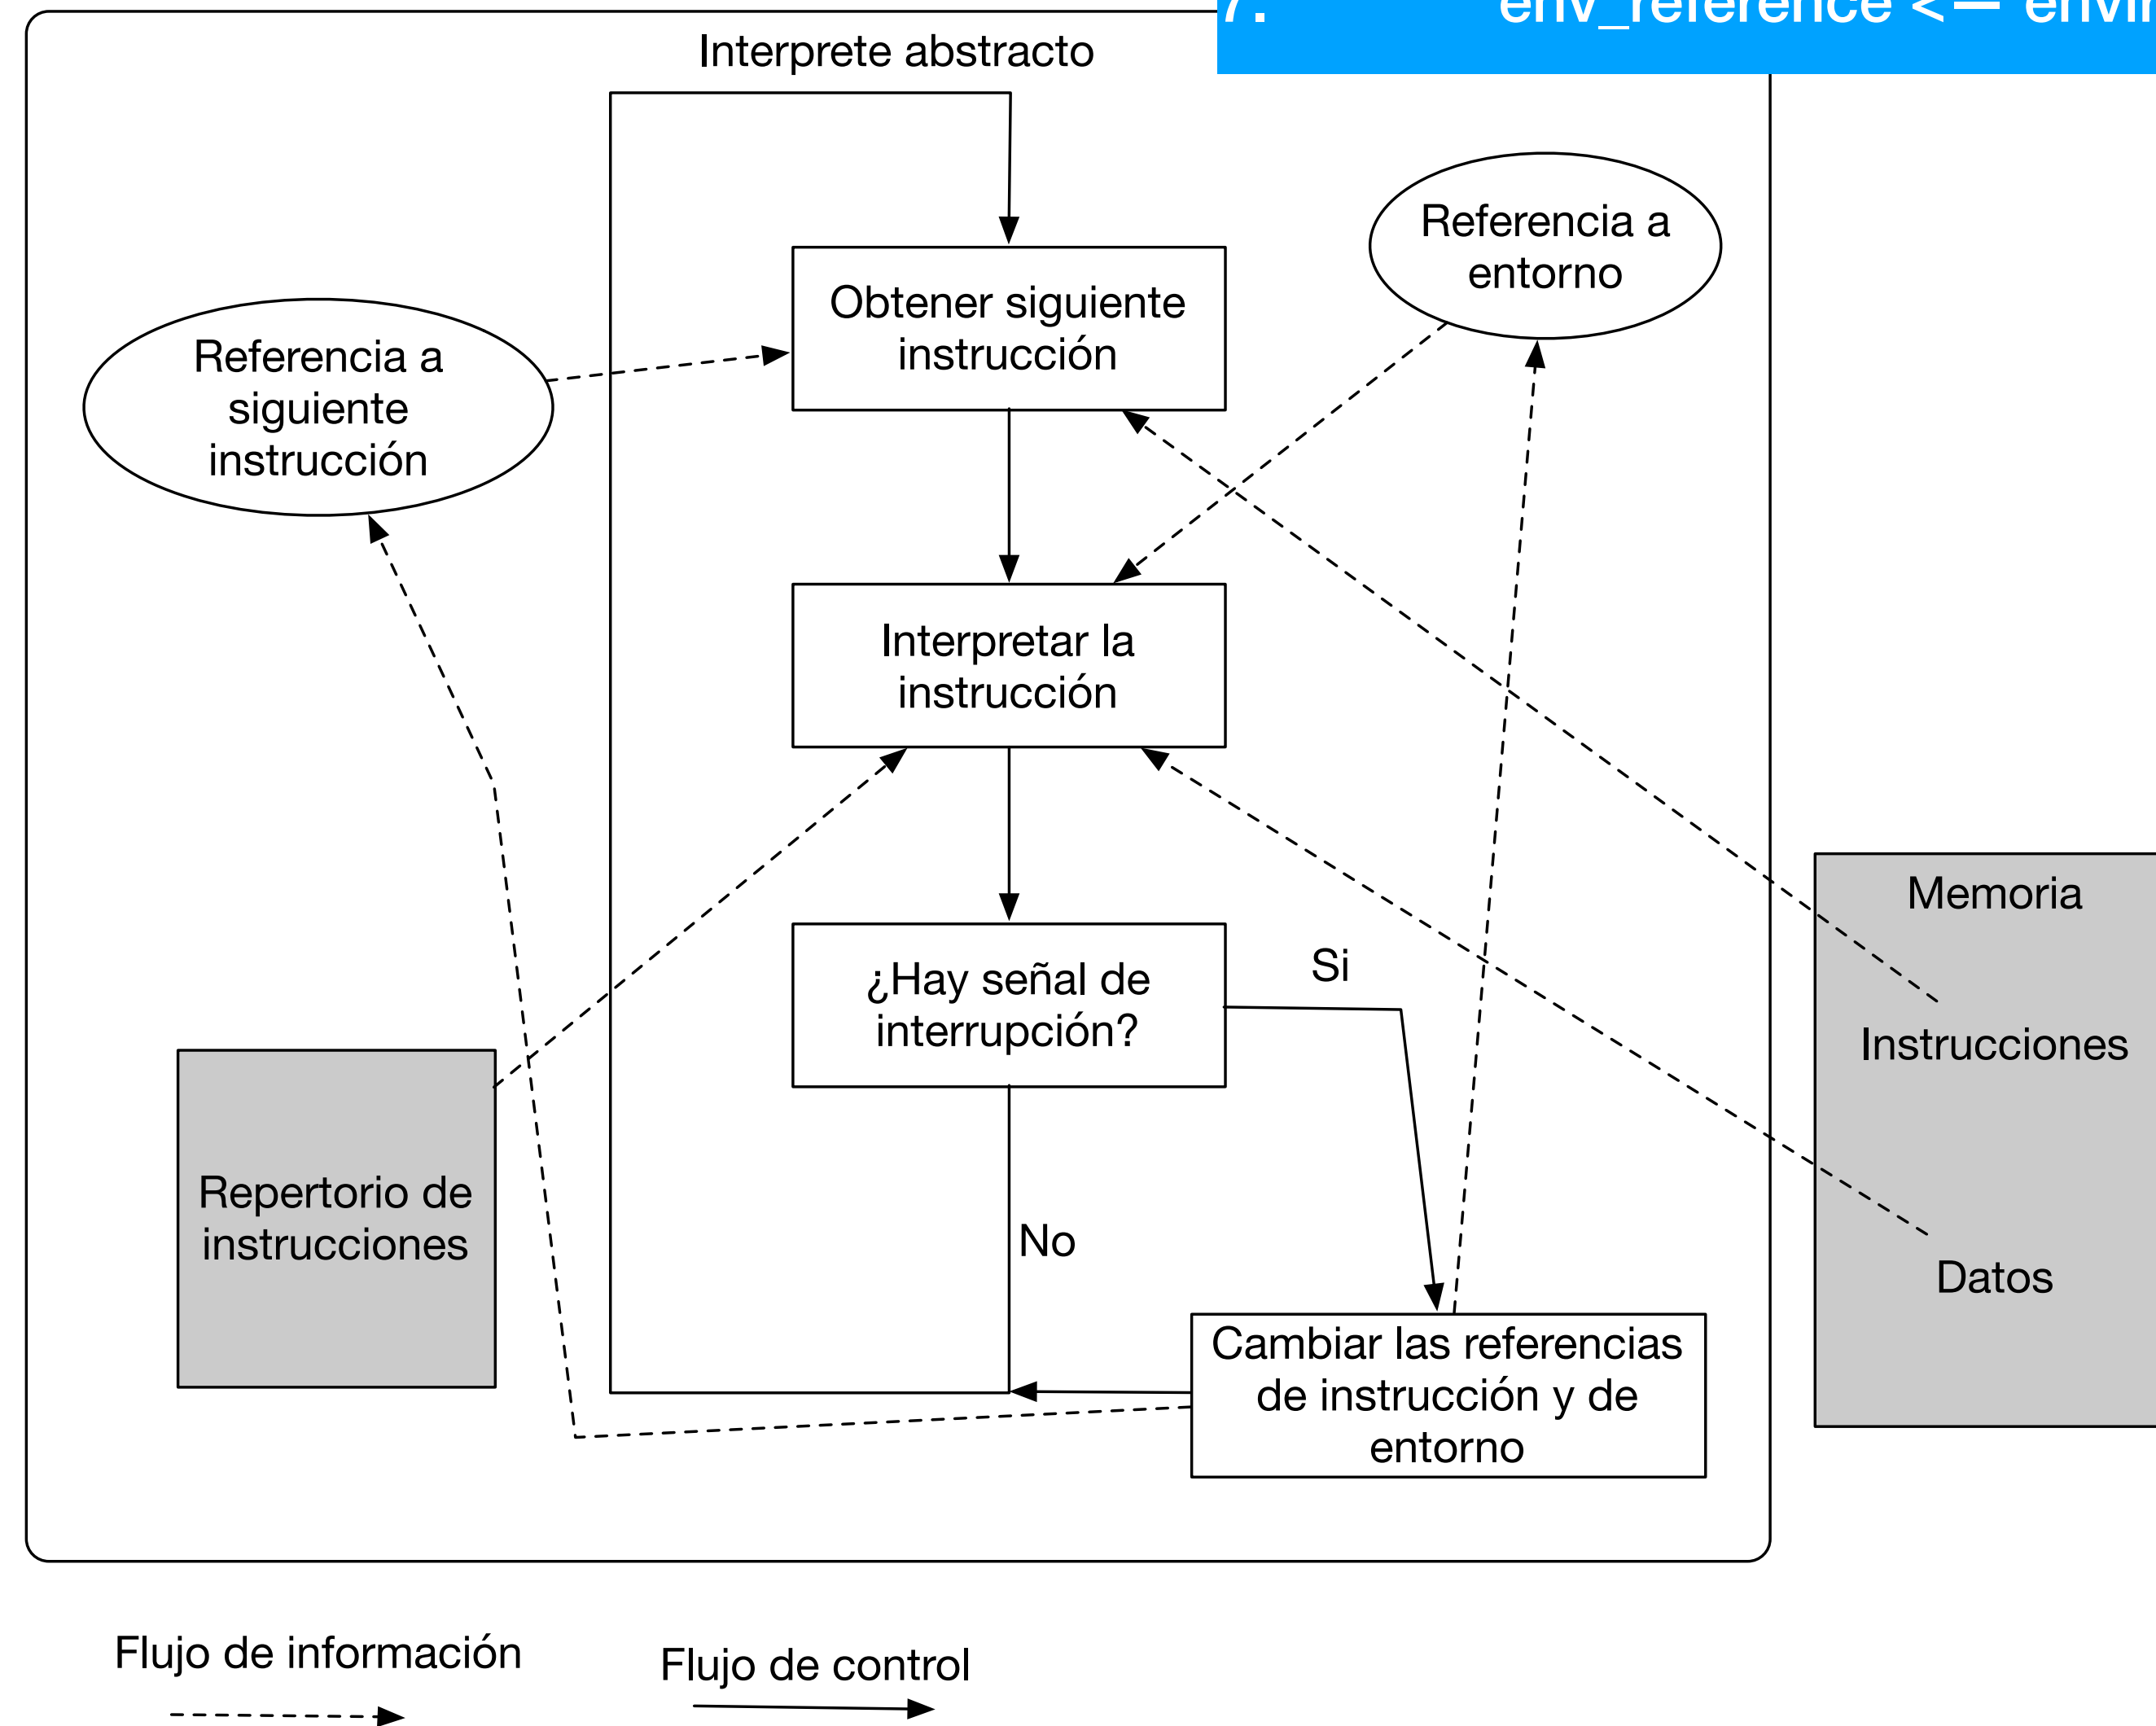 7. env_reference <— envir
Interprete abstracto
Referencia a
entorno
Obtener siguiente
instrucción
Referencia a
siguiente
instrucción
Interpretar la
instrucción
Memoria
Instrucciones
Datos
¿Hay señal de
interrupción?
Si
No
Repertorio de
instrucciones
Cambiar las referencias
de instrucción y de
entorno
Flujo de información
Flujo de control